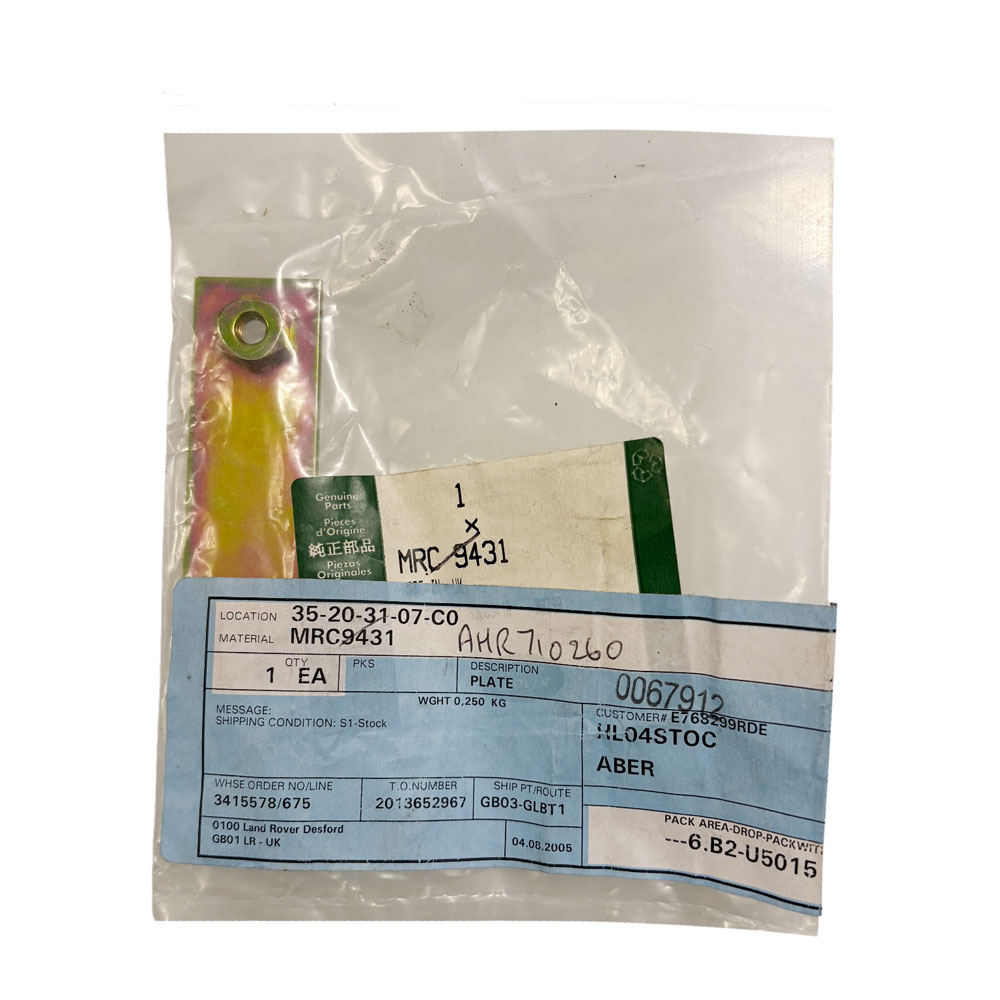 Genuine
Parts
Pièces
d'Origine
純正部品
Piezas
Originales
1
x
MRC 9431
LOCATION 35-20-31-07-C0
MATERIAL MRC9431
AHR710260
QTY
1 EA
PKS
DESCRIPTION
PLATE
WGHT 0,250 KG
0067912
MESSAGE:
SHIPPING CONDITION: S1-Stock
CUSTOMER# E768299RDE
HL04STOC
ABER
WHSE ORDER NO/LINE
3415578/675
T.O.NUMBER
2013652967
SHIP PT/ROUTE
GB03-GLBT1
0100 Land Rover Desford
GB01 LR - UK
04.08.2005
PACK AREA-DROP-PACKWIT
---6.B2-U5015